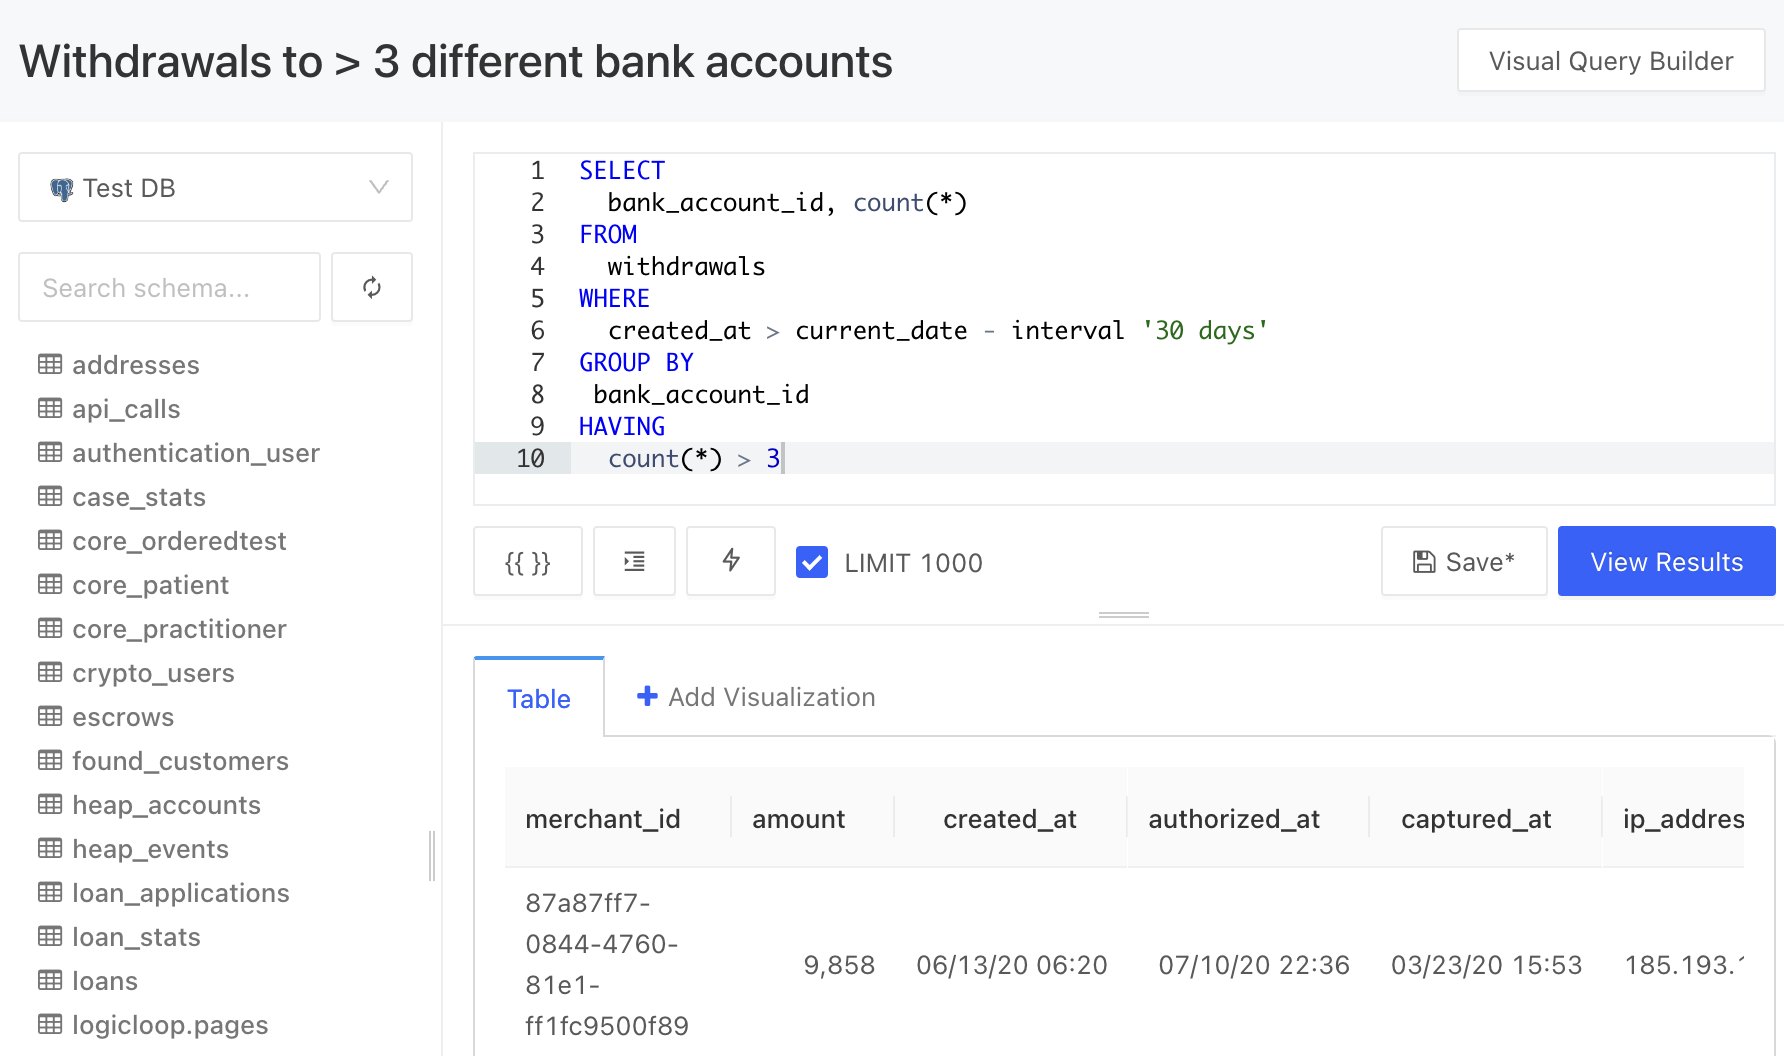 Withdrawals to > 3 different bank accounts
Visual Query Builder
Test DB
Search schema...
addresses
api_calls
authentication_user
case_stats
core_orderedtest
core_patient
core_practitioner
crypto_users
escrows
found_customers
heap_accounts
heap_events
loan_applications
loan_stats
loans
logicloop.pages
1 SELECT
2 bank_account_id, count(*)
3 FROM
4 withdrawals
5 WHERE
6 created_at > current_date - interval '30 days'
7 GROUP BY
8 bank_account_id
9 HAVING
10 count(*) > 3
{{ }}
LIMIT 1000
Save*
View Results
Table
Add Visualization
merchant_id amount created_at authorized_at captured_at ip_addres
87a87ff7-
0844-4760-
81e1-
ff1fc9500f89
9,858 06/13/20 06:20 07/10/20 22:36 03/23/20 15:53 185.193.1